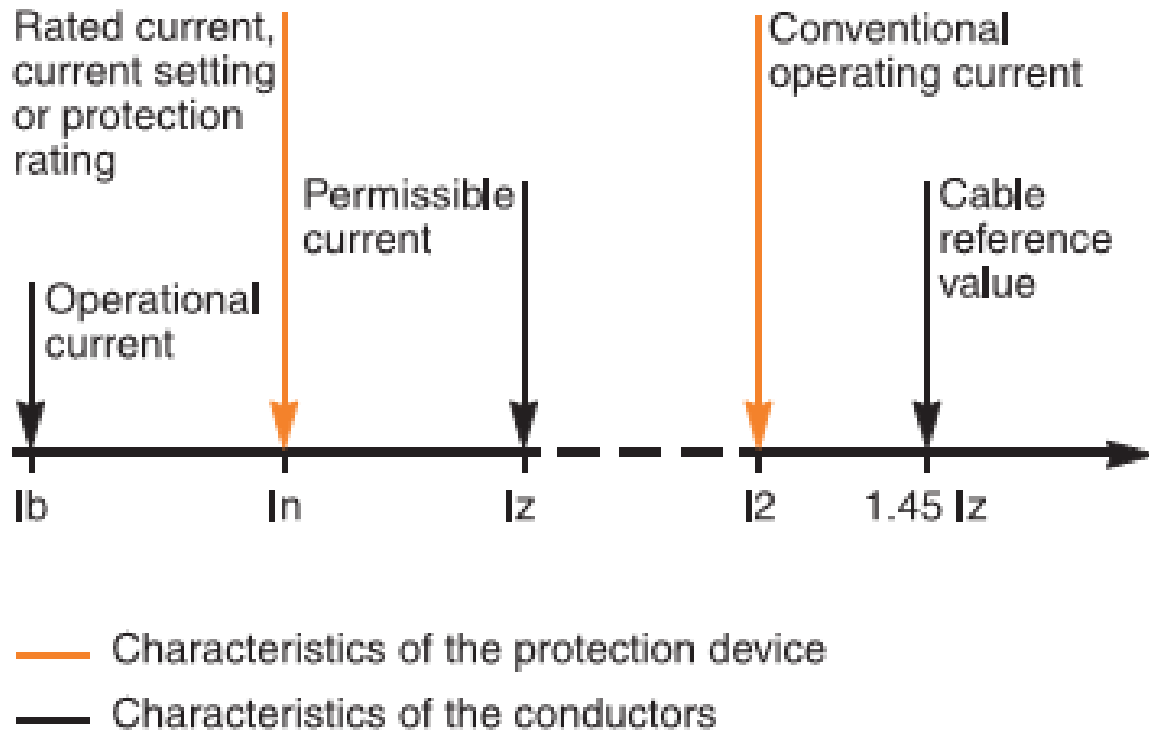 Rated current,
current setting
or protection
rating
Conventional
operating current
Permissible
current
Cable
reference
value
Operational
current
Ib
In
Iz
I2
1.45 Iz
Characteristics of the protection device
Characteristics of the conductors